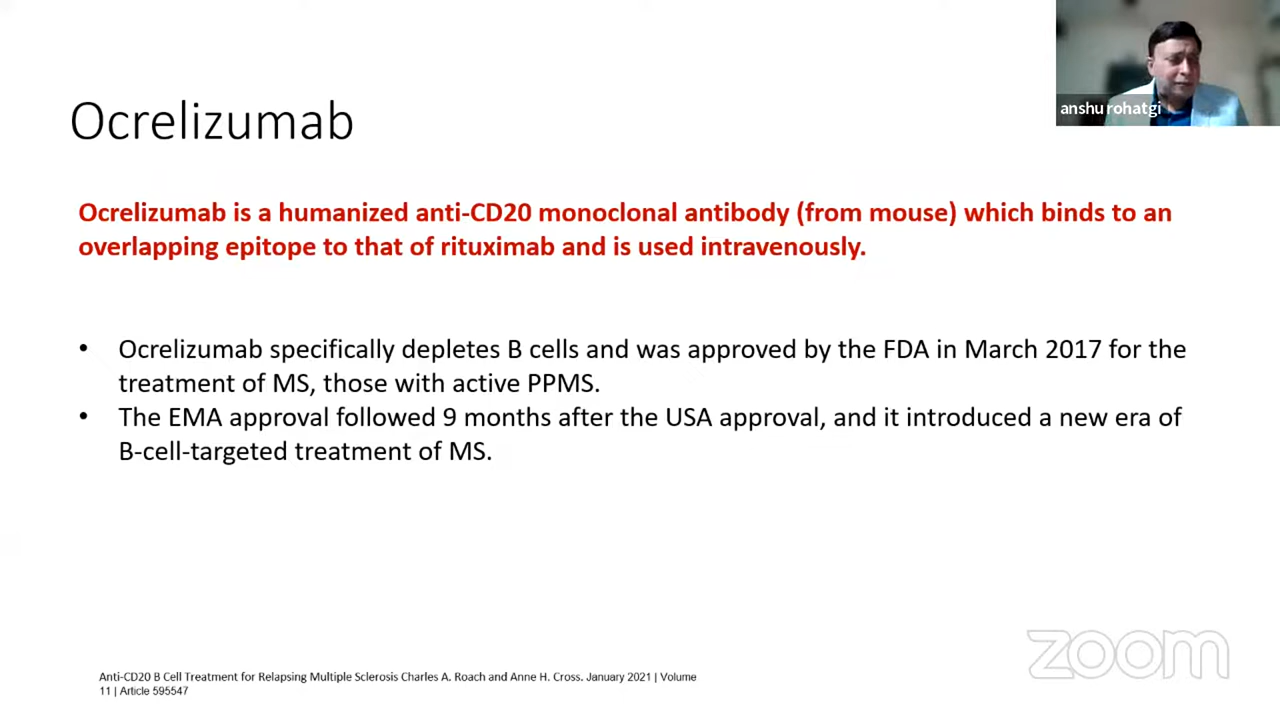 anshu rohatgi
Ocrelizumab
Ocrelizumab is a humanized anti-CD20 monoclonal antibody (from mouse) which binds to an
overlapping epitope to that of rituximab and is used intravenously.
• Ocrelizumab specifically depletes B cells and was approved by the FDA in March 2017 for the
treatment of MS, those with active PPMS.
• The EMA approval followed 9 months after the USA approval, and it introduced a new era of
B-cell-targeted treatment of MS.
Anti-CD20 B Cell Treatment for Relapsing Multiple Sclerosis Charles A. Roach and Anne H. Cross. January 2021 | Volume
11 | Article 595547
zoom